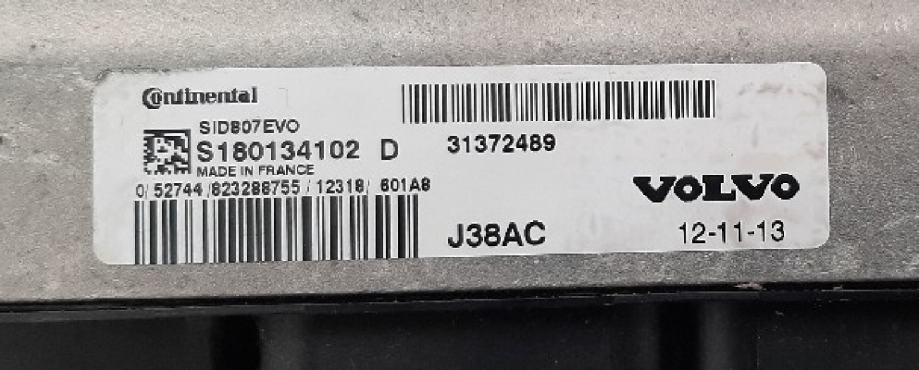 Continental
SID807EVO
S180134102 D
MADE IN FRANCE
31372489
0/ 52744 /823288755 / 12318/ 601A8
VOLVO
J38AC
12-11-13